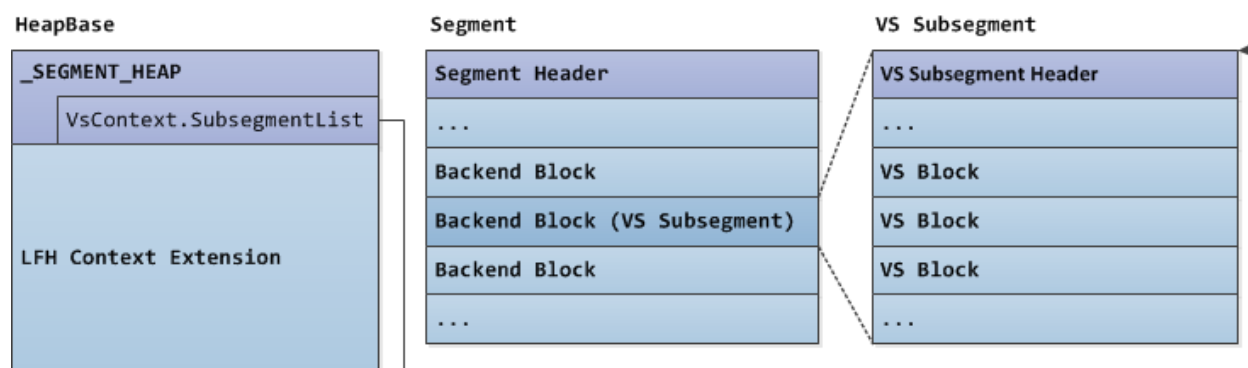 HeapBase
_SEGMENT_HEAP
VsContext.SubsegmentList
LFH Context Extension
Segment
Segment Header
...
Backend Block
Backend Block (VS Subsegment)
Backend Block
...
VS Subsegment
VS Subsegment Header
...
VS Block
VS Block
VS Block
...